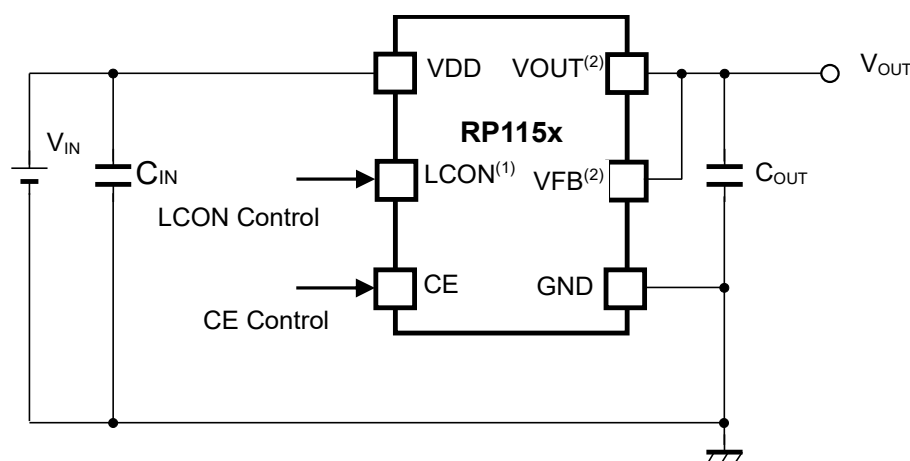 VDD VOUT(2) VOUT
RP115x
VIN
CIN LCON(1) VFB(2) COUT
LCON Control
CE GND
CE Control